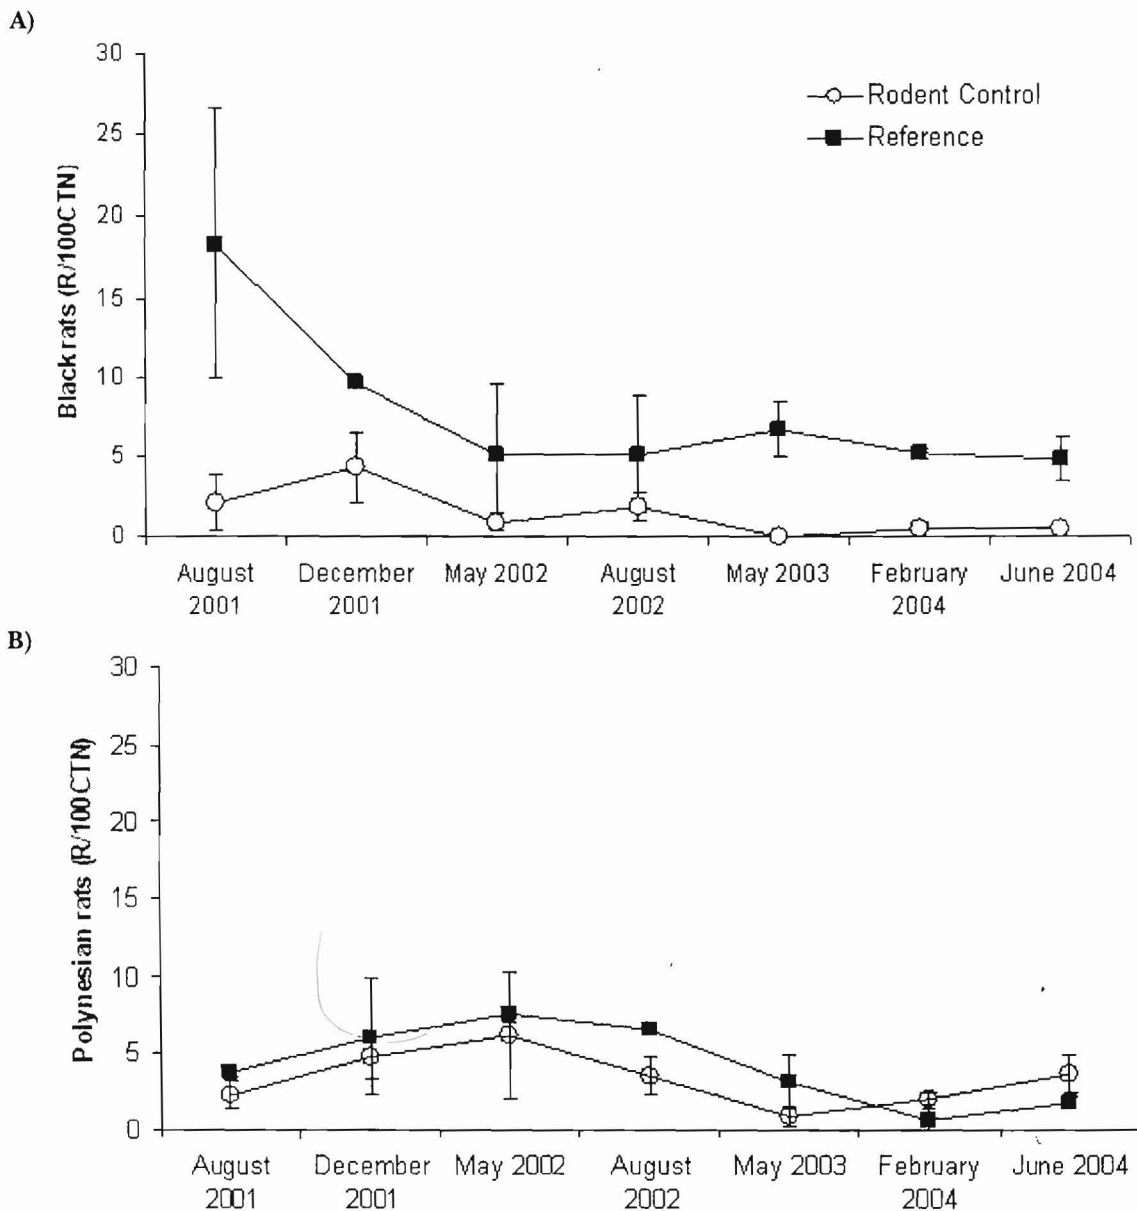 A)
30
25
20
15
10
5
0
Black rats (R/100CTN)
Rodent Control
Reference
August 2001
December 2001
May 2002
August 2002
May 2003
February 2004
June 2004
B)
30
25
20
15
10
5
0
Polynesian rats (R/100CTN)
August 2001
December 2001
May 2002
August 2002
May 2003
February 2004
June 2004